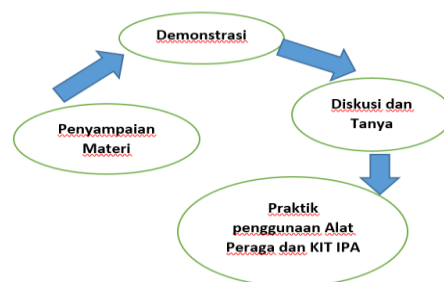 Penyampaian
Materi
Demonstrasi
Diskusi dan
Tanya
Praktik
penggunaan Alat
Peraga dan KIT IPA